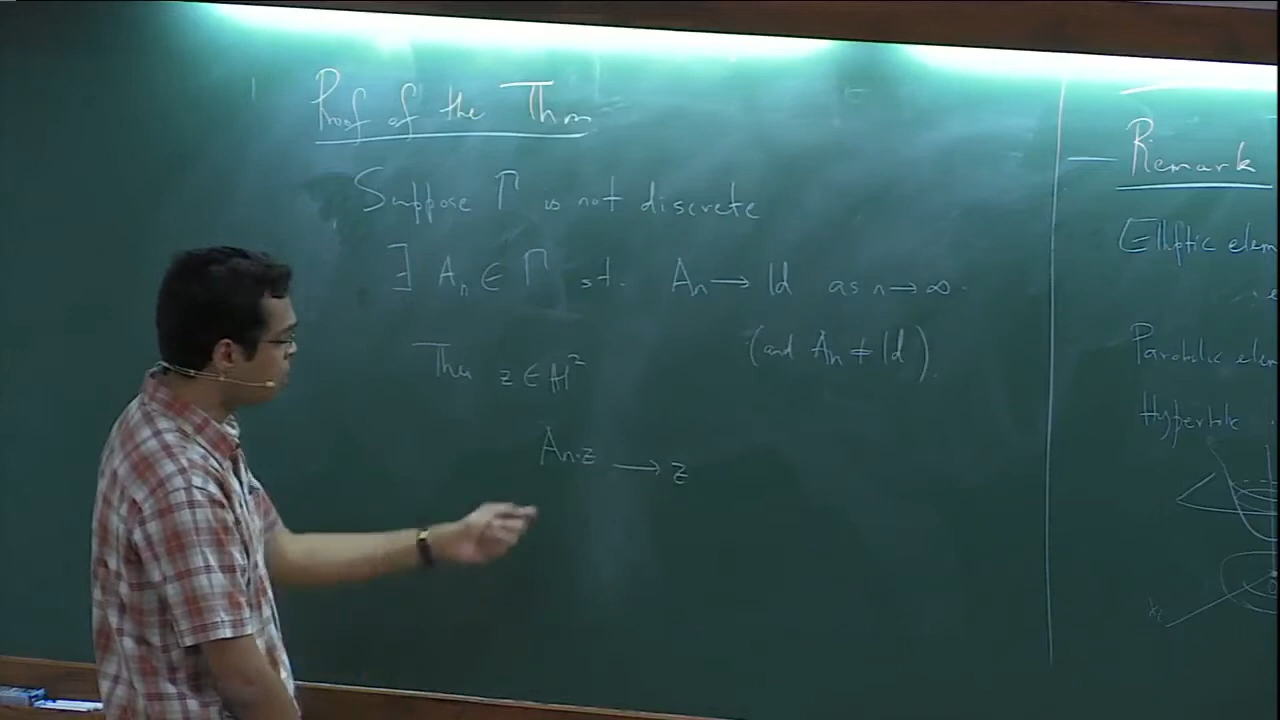 Proof of the Thm
Suppose Γ is not discrete
∃ An ∈ Γ st. An → Id as n → ∞.
(and An ≠ Id).
Then z ∈ H²
An·z → z
Remark
Elliptic elem
Parabolic elem
Hyperbolic